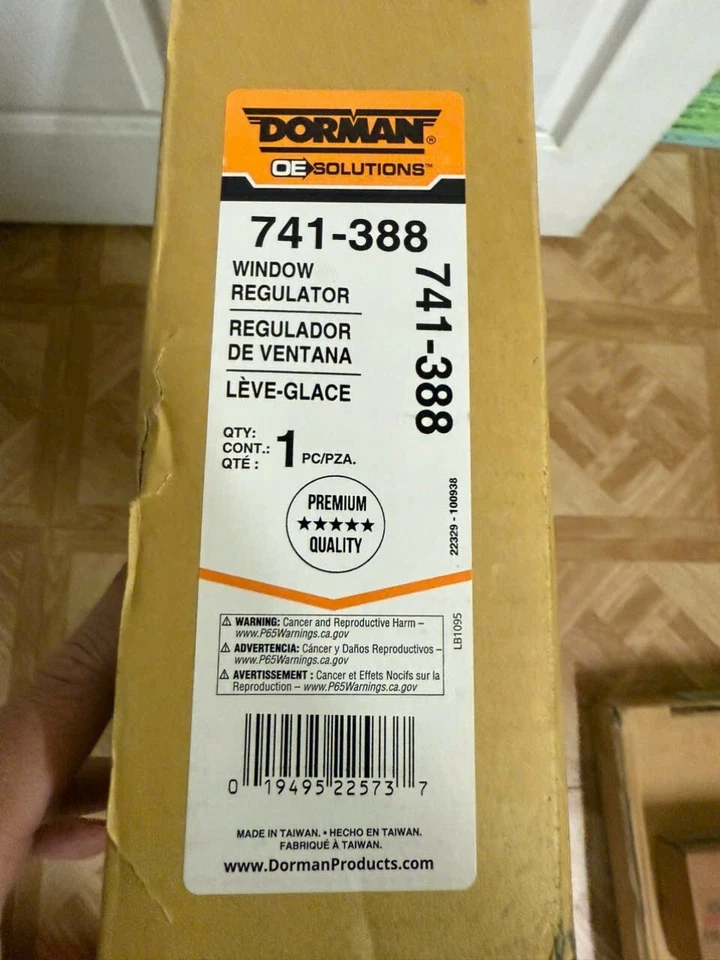 DORMAN®
OE SOLUTIONS™
741-388
WINDOW
REGULATOR
REGULADOR
DE VENTANA
LÈVE-GLACE
741-388
QTY:
CONT.:
QTÉ :
1 PC/PZA.
PREMIUM
★★★★★
QUALITY
22329 - 100938
⚠ WARNING: Cancer and Reproductive Harm –
www.P65Warnings.ca.gov
⚠ ADVERTENCIA: Cáncer y Daños Reproductivos –
www.P65Warnings.ca.gov
⚠ AVERTISSEMENT : Cancer et Effets Nocifs sur la
Reproduction – www.P65Warnings.ca.gov
LB1095
0 19495 22573 7
MADE IN TAIWAN. • HECHO EN TAIWAN.
FABRIQUÉ À TAIWAN.
www.DormanProducts.com